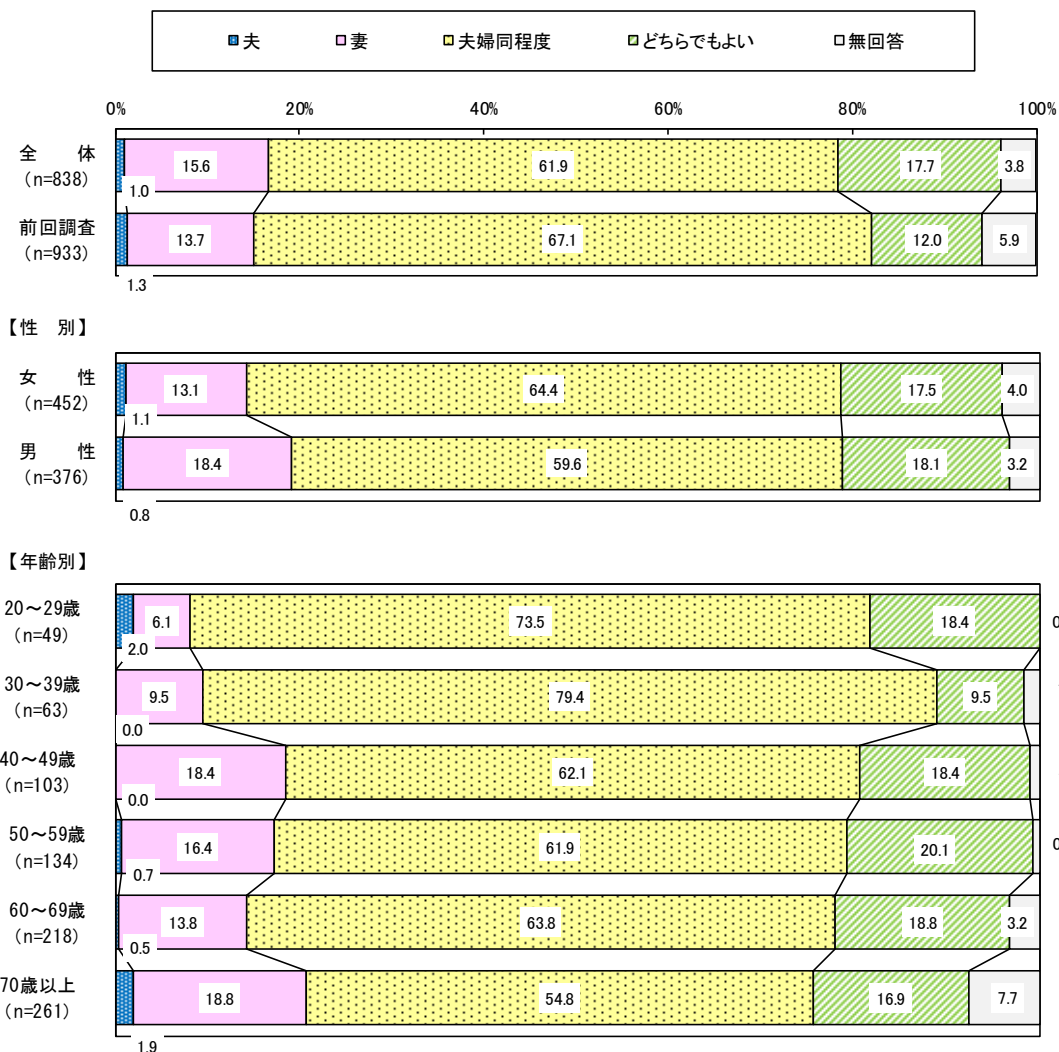 夫 妻 夫婦同程度 どちらでもよい 無回答
0% 20% 40% 60% 80% 100%
全 体
(n=838)
15.6 61.9 17.7 3.8
1.0
前回調査
(n=933)
13.7 67.1 12.0 5.9
1.3
【性 別】
女 性
(n=452)
13.1 64.4 17.5 4.0
1.1
男 性
(n=376)
18.4 59.6 18.1 3.2
0.8
【年齢別】
20～29歳
(n=49)
6.1 73.5 18.4
2.0
30～39歳
(n=63)
9.5 79.4 9.5
0.0
40～49歳
(n=103)
18.4 62.1 18.4
0.0
50～59歳
(n=134)
16.4 61.9 20.1
0.7
60～69歳
(n=218)
13.8 63.8 18.8 3.2
0.5
70歳以上
(n=261)
18.8 54.8 16.9 7.7
1.9